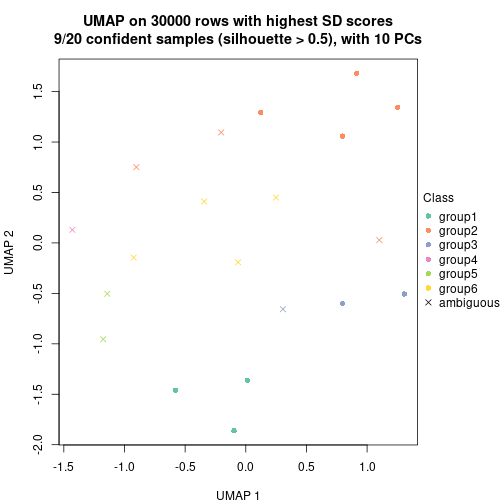 UMAP on 30000 rows with highest SD scores
9/20 confident samples (silhouette > 0.5), with 10 PCs
UMAP 2
1.5
1.0
0.5
0.0
-0.5
-1.0
-1.5
-2.0
-1.5
-1.0
-0.5
0.0
0.5
1.0
UMAP 1
Class
group1
group2
group3
group4
group5
group6
ambiguous